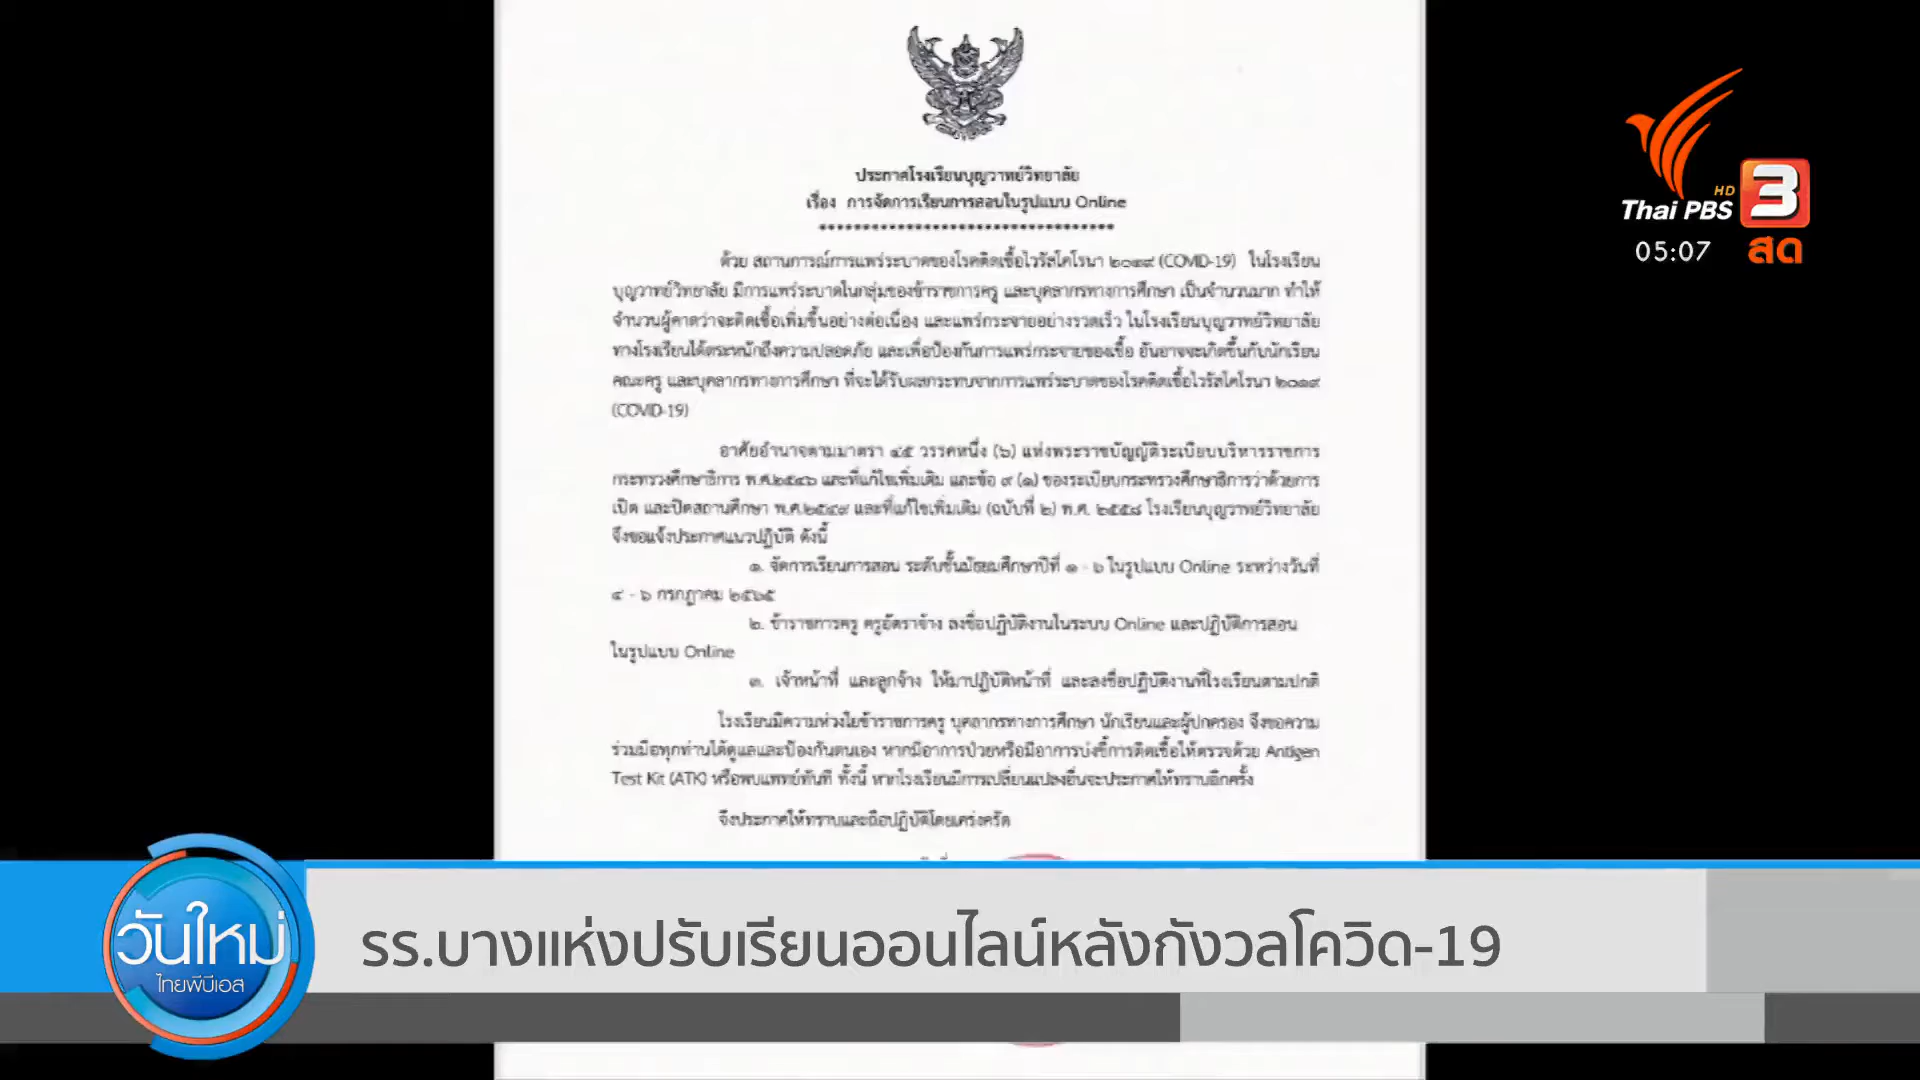 ประกาศโรงเรียนบุญวาทย์วิทยาลัย
เรื่อง การจัดการเรียนการสอนในรูปแบบ Online
**********************************
ด้วย สถานการณ์การแพร่ระบาดของโรคติดเชื้อไวรัสโคโรนา ๒๐๑๙ (COVID-19) ในโรงเรียน
บุญวาทย์วิทยาลัย มีการแพร่ระบาดในกลุ่มของข้าราชการครู และบุคลากรทางการศึกษา เป็นจำนวนมาก ทำให้
จำนวนผู้คาดว่าจะติดเชื้อเพิ่มขึ้นอย่างต่อเนื่อง และแพร่กระจายอย่างรวดเร็ว ในโรงเรียนบุญวาทย์วิทยาลัย
ทางโรงเรียนได้ตระหนักถึงความปลอดภัย และเพื่อป้องกันการแพร่กระจายของเชื้อ อันอาจจะเกิดขึ้นกับนักเรียน
คณะครู และบุคลากรทางการศึกษา ที่จะได้รับผลกระทบจากการแพร่ระบาดของโรคติดเชื้อไวรัสโคโรนา ๒๐๑๙
(COVID-19)
อาศัยอำนาจตามมาตรา ๔๕ วรรคหนึ่ง (๖) แห่งพระราชบัญญัติระเบียบบริหารราชการ
กระทรวงศึกษาธิการ พ.ศ.๒๕๔๖ และที่แก้ไขเพิ่มเติม และข้อ ๙ (๑) ของระเบียบกระทรวงศึกษาธิการว่าด้วยการ
เปิด และปิดสถานศึกษา พ.ศ.๒๕๔๙ และที่แก้ไขเพิ่มเติม (ฉบับที่ ๒) พ.ศ. ๒๕๕๘ โรงเรียนบุญวาทย์วิทยาลัย
จึงขอแจ้งประกาศแนวปฏิบัติ ดังนี้
๑. จัดการเรียนการสอน ระดับชั้นมัธยมศึกษาปีที่ ๑ - ๖ ในรูปแบบ Online ระหว่างวันที่
๔ - ๖ กรกฎาคม ๒๕๖๕
๒. ข้าราชการครู ครูอัตราจ้าง ลงชื่อปฏิบัติงานในระบบ Online และปฏิบัติการสอน
ในรูปแบบ Online
๓. เจ้าหน้าที่ และลูกจ้าง ให้มาปฏิบัติหน้าที่ และลงชื่อปฏิบัติงานที่โรงเรียนตามปกติ
โรงเรียนมีความห่วงใยข้าราชการครู บุคลากรทางการศึกษา นักเรียนและผู้ปกครอง จึงขอความ
ร่วมมือทุกท่านได้ดูแลและป้องกันตนเอง หากมีอาการป่วยหรือมีอาการบ่งชี้การติดเชื้อให้ตรวจด้วย Antigen
Test Kit (ATK) หรือพบแพทย์ทันที ทั้งนี้ หากโรงเรียนมีการเปลี่ยนแปลงอื่นจะประกาศให้ทราบอีกครั้ง
จึงประกาศให้ทราบและถือปฏิบัติโดยเคร่งครัด
Thai PBS HD 3
05:07 สด
วันใหม่
ไทยพีบีเอส
รร.บางแห่งปรับเรียนออนไลน์หลังกังวลโควิด-19